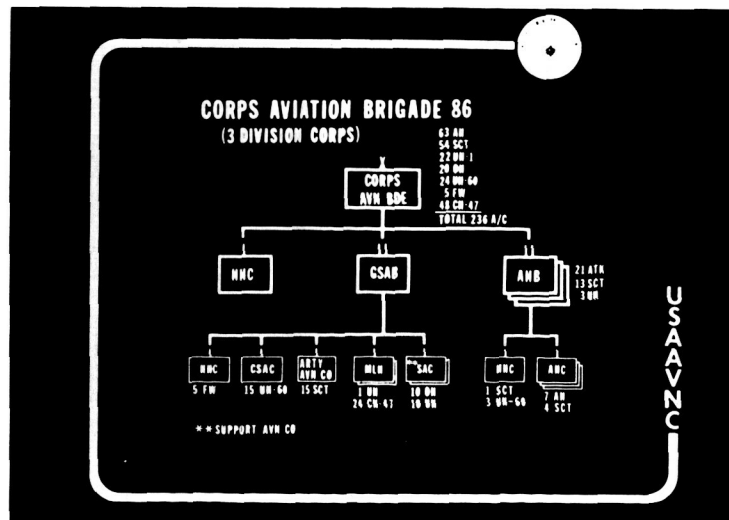 CORPS AVIATION BRIGADE 86
(3 DIVISION CORPS)
63 AH
54 SCT
22 UH-1
20 OH
24 UH-60
5 FW
48 CH-47
TOTAL 236 A/C
X
CORPS
AVN BDE
HHC
GSAB
AHB
21 ATK
13 SCT
3 UH
HHC
5 FW
CSAC
15 UH-60
ARTY
AVN CO
15 SCT
MLH
1 UH
24 CH-47
**SAC
10 OH
10 UH
HHC
1 SCT
3 UH-60
AHC
7 AH
4 SCT
**SUPPORT AVN CO
USAAVNC